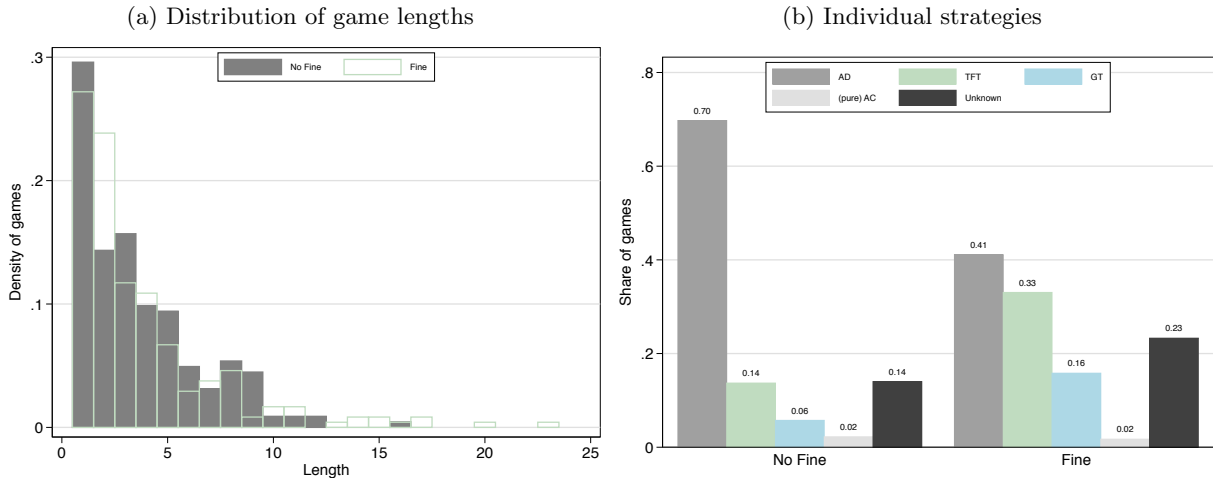 (a) Distribution of game lengths
No Fine Fine
.3
.2
.1
0
Density of games
0 5 10 15 20 25
Length
(b) Individual strategies
AD TFT GT
(pure) AC Unknown
.8
.6
.4
.2
0
Share of games
0.70
0.14
0.06
0.02
0.14
0.41
0.33
0.16
0.02
0.23
No Fine Fine